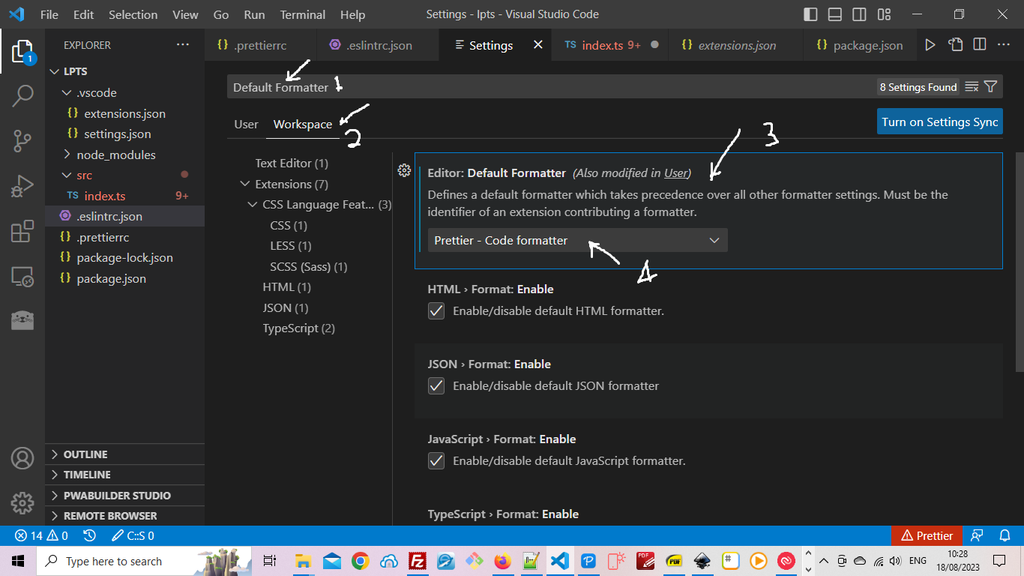 File Edit Selection View Go Run Terminal Help Settings - lpts - Visual Studio Code
EXPLORER ...
{} .prettierrc .eslintrc.json Settings TS index.ts 9+ {} extensions.json {} package.json ...
LPTS
.vscode
{} extensions.json
{} settings.json
node_modules
src
TS index.ts 9+
.eslintrc.json
{} .prettierrc
{} package-lock.json
{} package.json
OUTLINE
TIMELINE
PWABUILDER STUDIO
REMOTE BROWSER
1
Default Formatter 1 8 Settings Found
User Workspace 2 Turn on Settings Sync
Text Editor (1)
Extensions (7)
CSS Language Feat... (3)
CSS (1)
LESS (1)
SCSS (Sass) (1)
HTML (1)
JSON (1)
TypeScript (2)
3
Editor: Default Formatter (Also modified in User)
Defines a default formatter which takes precedence over all other formatter settings. Must be the
identifier of an extension contributing a formatter.
Prettier - Code formatter
4
HTML › Format: Enable
Enable/disable default HTML formatter.
JSON › Format: Enable
Enable/disable default JSON formatter
JavaScript › Format: Enable
Enable/disable default JavaScript formatter.
TypeScript › Format: Enable
14 0 C:\:S 0 Prettier
Type here to search ENG 10:28
18/08/2023